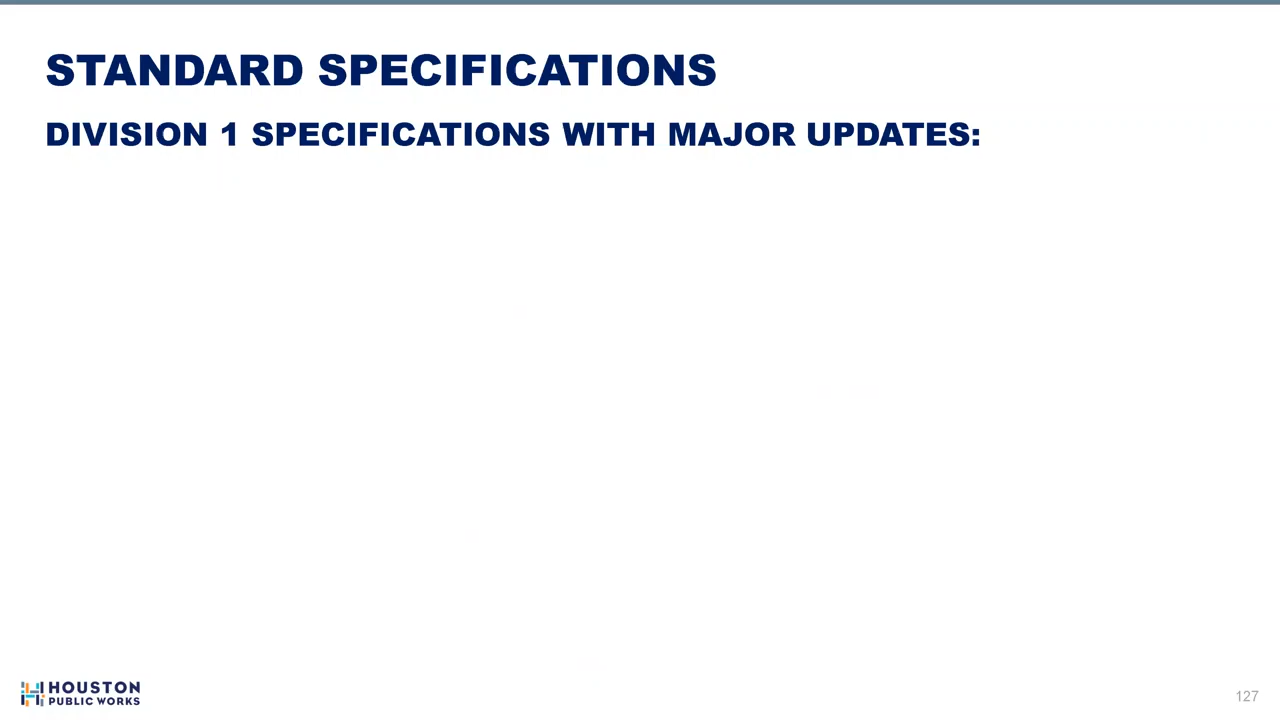 STANDARD SPECIFICATIONS
DIVISION 1 SPECIFICATIONS WITH MAJOR UPDATES:
HOUSTON
PUBLIC WORKS
127